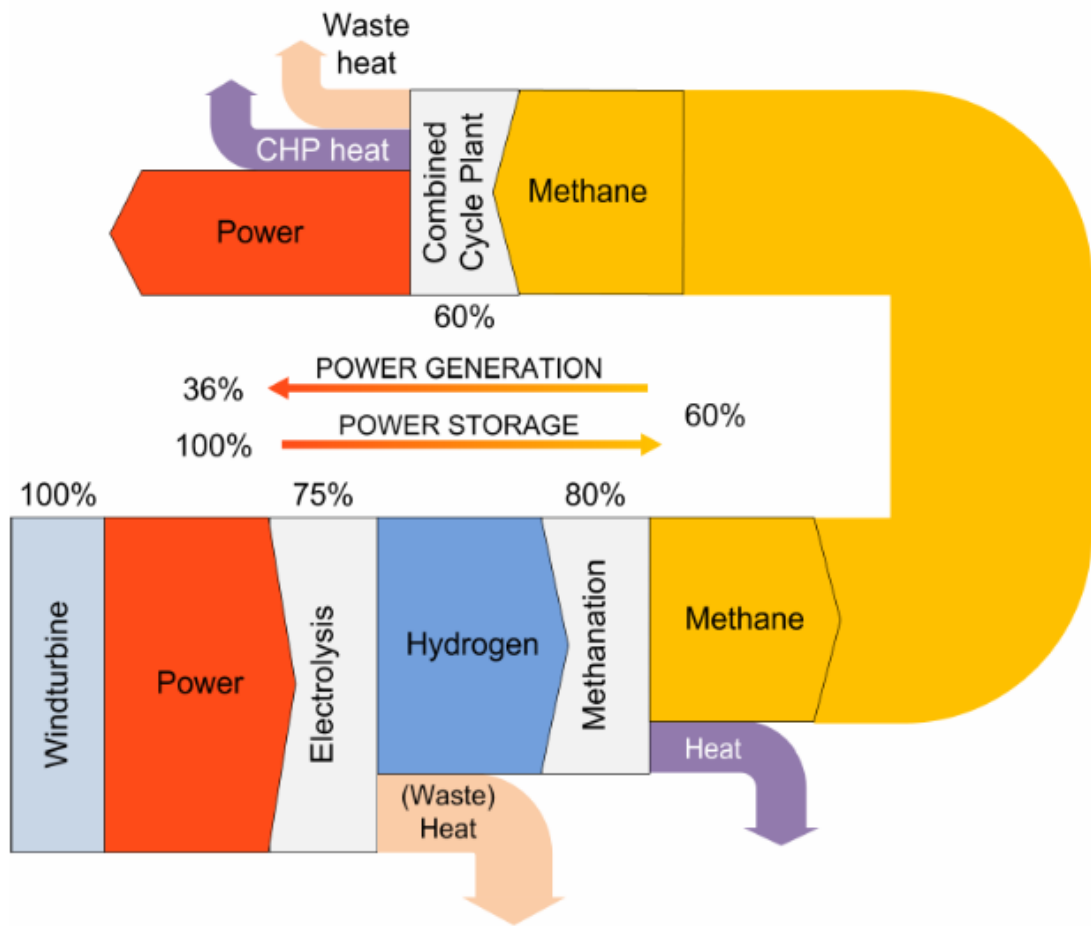 Waste
heat
CHP heat
Combined
Cycle Plant
Methane
Power
60%
POWER GENERATION
36%
60%
POWER STORAGE
100%
100%
75%
80%
Windturbine
Power
Electrolysis
Hydrogen
Methanation
Methane
Heat
(Waste)
Heat